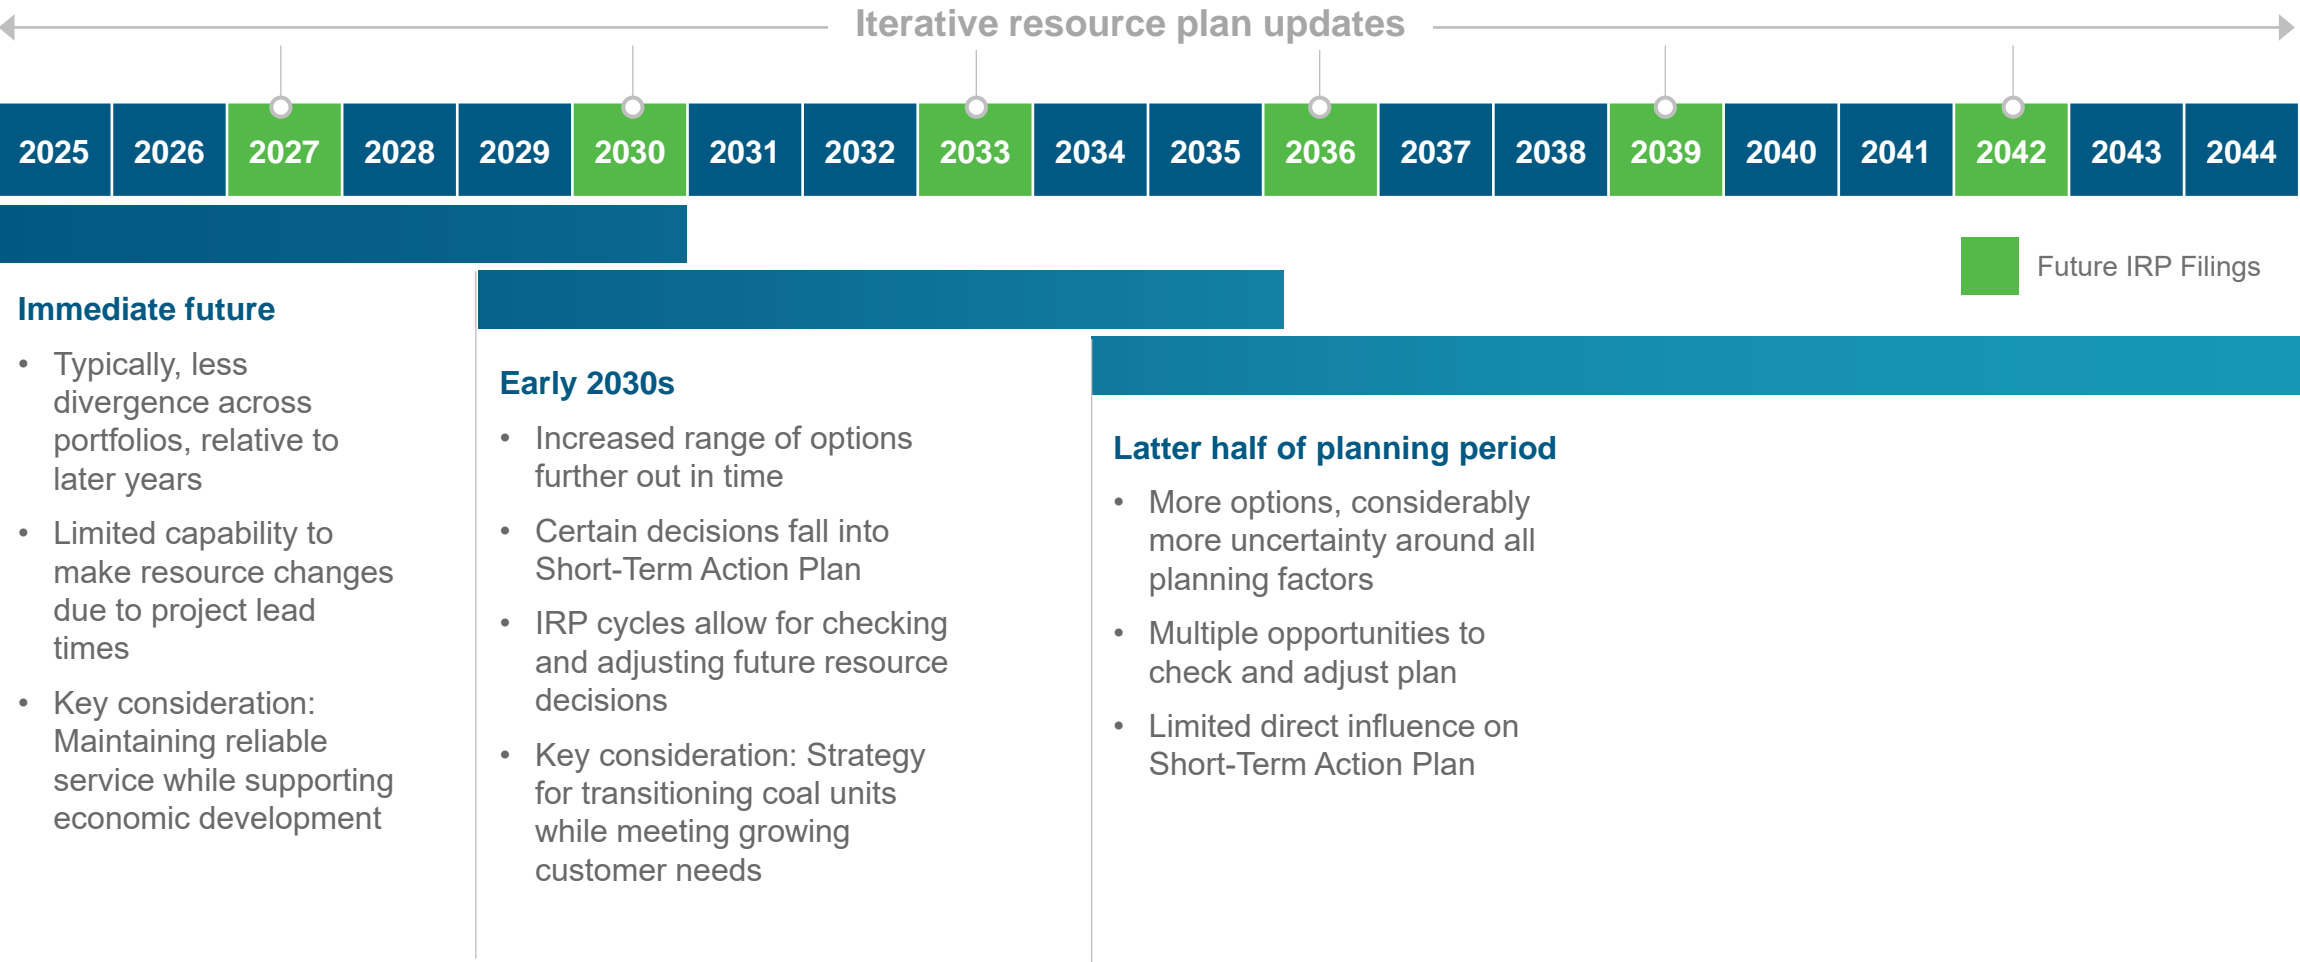 Iterative resource plan updates
2025 2026 2027 2028 2029 2030 2031 2032 2033 2034 2035 2036 2037 2038 2039 2040 2041 2042 2043 2044
Future IRP Filings
Immediate future
• Typically, less
divergence across
portfolios, relative to
later years
• Limited capability to
make resource changes
due to project lead
times
• Key consideration:
Maintaining reliable
service while supporting
economic development
Early 2030s
• Increased range of options
further out in time
• Certain decisions fall into
Short-Term Action Plan
• IRP cycles allow for checking
and adjusting future resource
decisions
• Key consideration: Strategy
for transitioning coal units
while meeting growing
customer needs
Latter half of planning period
• More options, considerably
more uncertainty around all
planning factors
• Multiple opportunities to
check and adjust plan
• Limited direct influence on
Short-Term Action Plan